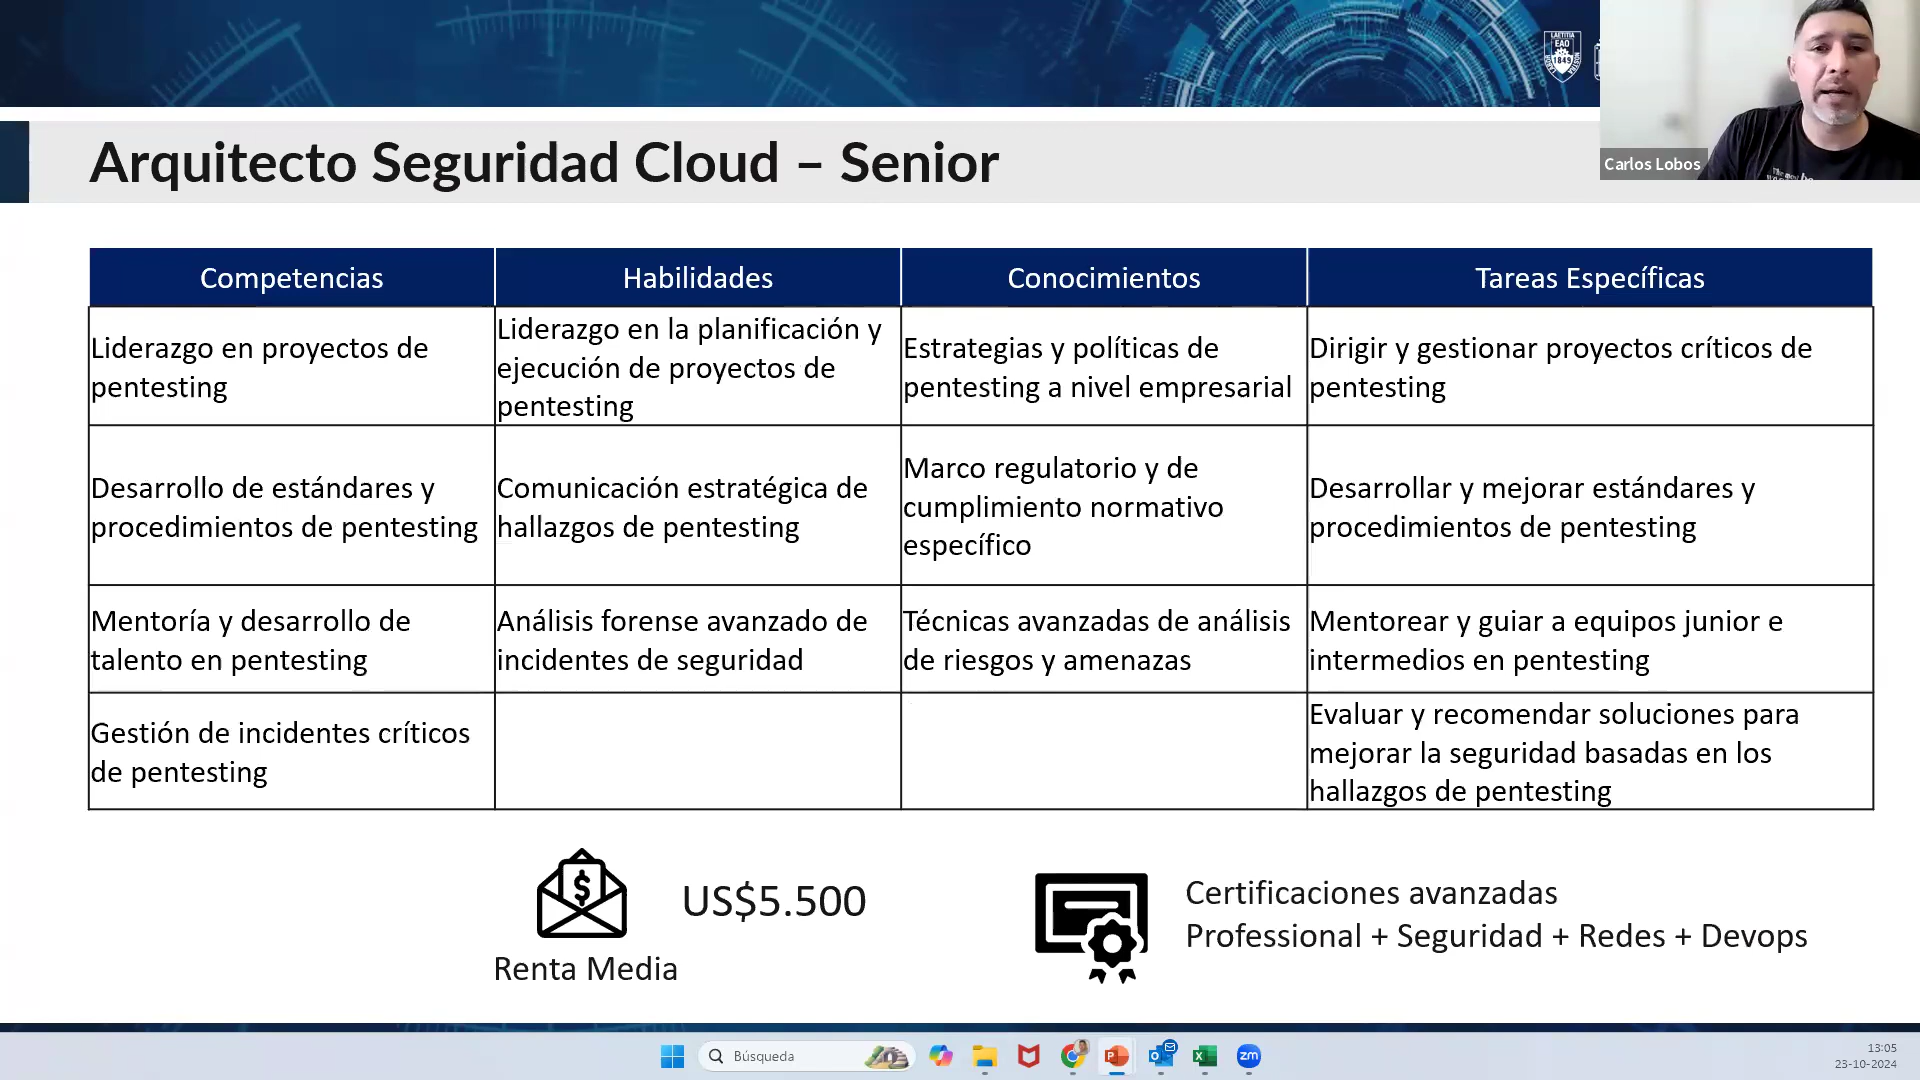 LAETITIA
EAO
1849
Carlos Lobos
Arquitecto Seguridad Cloud – Senior
Competencias
Habilidades
Conocimientos
Tareas Específicas
Liderazgo en proyectos de
pentesting
Liderazgo en la planificación y
ejecución de proyectos de
pentesting
Estrategias y políticas de
pentesting a nivel empresarial
Dirigir y gestionar proyectos críticos de
pentesting
Desarrollo de estándares y
procedimientos de pentesting
Comunicación estratégica de
hallazgos de pentesting
Marco regulatorio y de
cumplimiento normativo
específico
Desarrollar y mejorar estándares y
procedimientos de pentesting
Mentoría y desarrollo de
talento en pentesting
Análisis forense avanzado de
incidentes de seguridad
Técnicas avanzadas de análisis
de riesgos y amenazas
Mentorear y guiar a equipos junior e
intermedios en pentesting
Gestión de incidentes críticos
de pentesting
Evaluar y recomendar soluciones para
mejorar la seguridad basadas en los
hallazgos de pentesting
$
US$5.500
Renta Media
Certificaciones avanzadas
Professional + Seguridad + Redes + Devops
Búsqueda
zm
13:05
23-10-2024